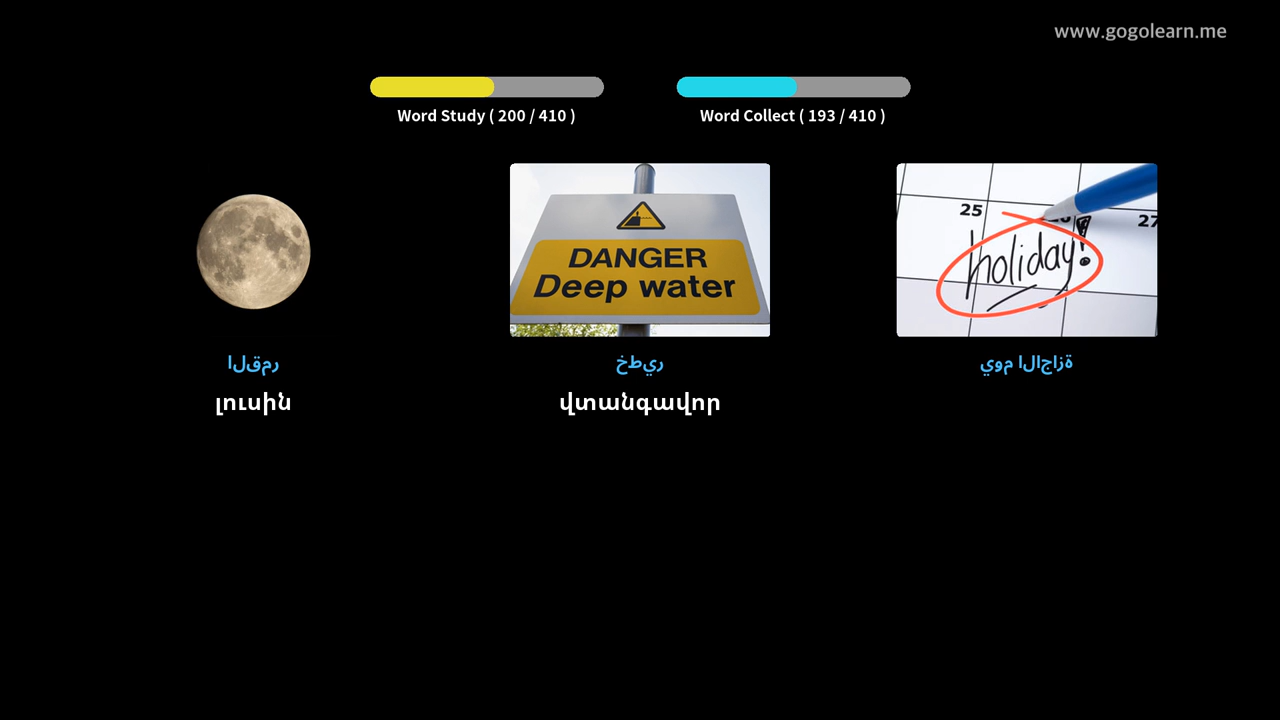 www.gogolearn.me
Word Study ( 200 / 410 )
Word Collect ( 193 / 410 )
DANGER
Deep water
25
27
holiday!
القمر
خطير
يوم الاجازة
լուսին
վտանգավոր